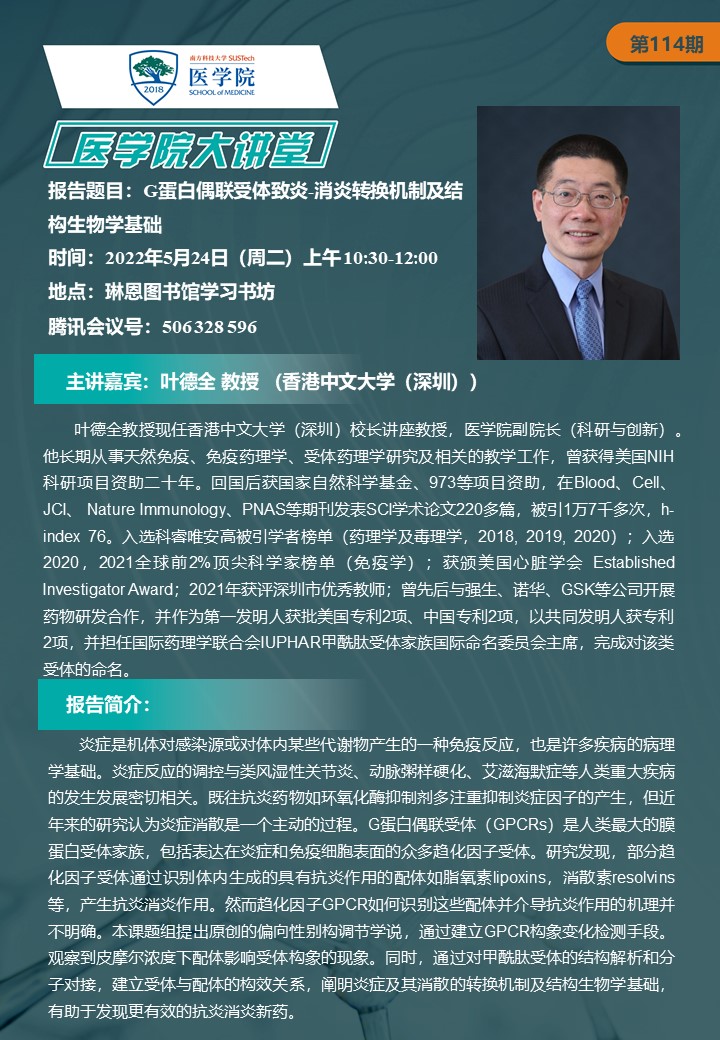 第114期
南方科技大学 SUSTech
医学院
SCHOOL of MEDICINE
2018
医学院大讲堂
报告题目：G蛋白偶联受体致炎-消炎转换机制及结
构生物学基础
时间：2022年5月24日（周二）上午10:30-12:00
地点：琳恩图书馆学习书坊
腾讯会议号：506 328 596
主讲嘉宾：叶德全 教授 （香港中文大学（深圳））
叶德全教授现任香港中文大学（深圳）校长讲座教授，医学院副院长（科研与创新）。
他长期从事天然免疫、免疫药理学、受体药理学研究及相关的教学工作，曾获得美国NIH
科研项目资助二十年。回国后获国家自然科学基金、973等项目资助，在Blood、Cell、
JCI、 Nature Immunology、PNAS等期刊发表SCI学术论文220多篇，被引1万7千多次，h-
index 76。入选科睿唯安高被引学者榜单（药理学及毒理学，2018, 2019, 2020）；入选
2020，2021全球前2%顶尖科学家榜单（免疫学）；获颁美国心脏学会 Established
Investigator Award；2021年获评深圳市优秀教师；曾先后与强生、诺华、GSK等公司开展
药物研发合作，并作为第一发明人获批美国专利2项、中国专利2项，以共同发明人获专利
2项，并担任国际药理学联合会IUPHAR甲酰肽受体家族国际命名委员会主席，完成对该类
受体的命名。
报告简介：
炎症是机体对感染源或对体内某些代谢物产生的一种免疫反应，也是许多疾病的病理
学基础。炎症反应的调控与类风湿性关节炎、动脉粥样硬化、艾滋海默症等人类重大疾病
的发生发展密切相关。既往抗炎药物如环氧化酶抑制剂多注重抑制炎症因子的产生，但近
年来的研究认为炎症消散是一个主动的过程。G蛋白偶联受体（GPCRs）是人类最大的膜
蛋白受体家族，包括表达在炎症和免疫细胞表面的众多趋化因子受体。研究发现，部分趋
化因子受体通过识别体内生成的具有抗炎作用的配体如脂氧素lipoxins，消散素resolvins
等，产生抗炎消炎作用。然而趋化因子GPCR如何识别这些配体并介导抗炎作用的机理并
不明确。本课题组提出原创的偏向性别构调节学说，通过建立GPCR构象变化检测手段。
观察到皮摩尔浓度下配体影响受体构象的现象。同时，通过对甲酰肽受体的结构解析和分
子对接，建立受体与配体的构效关系，阐明炎症及其消散的转换机制及结构生物学基础，
有助于发现更有效的抗炎消炎新药。